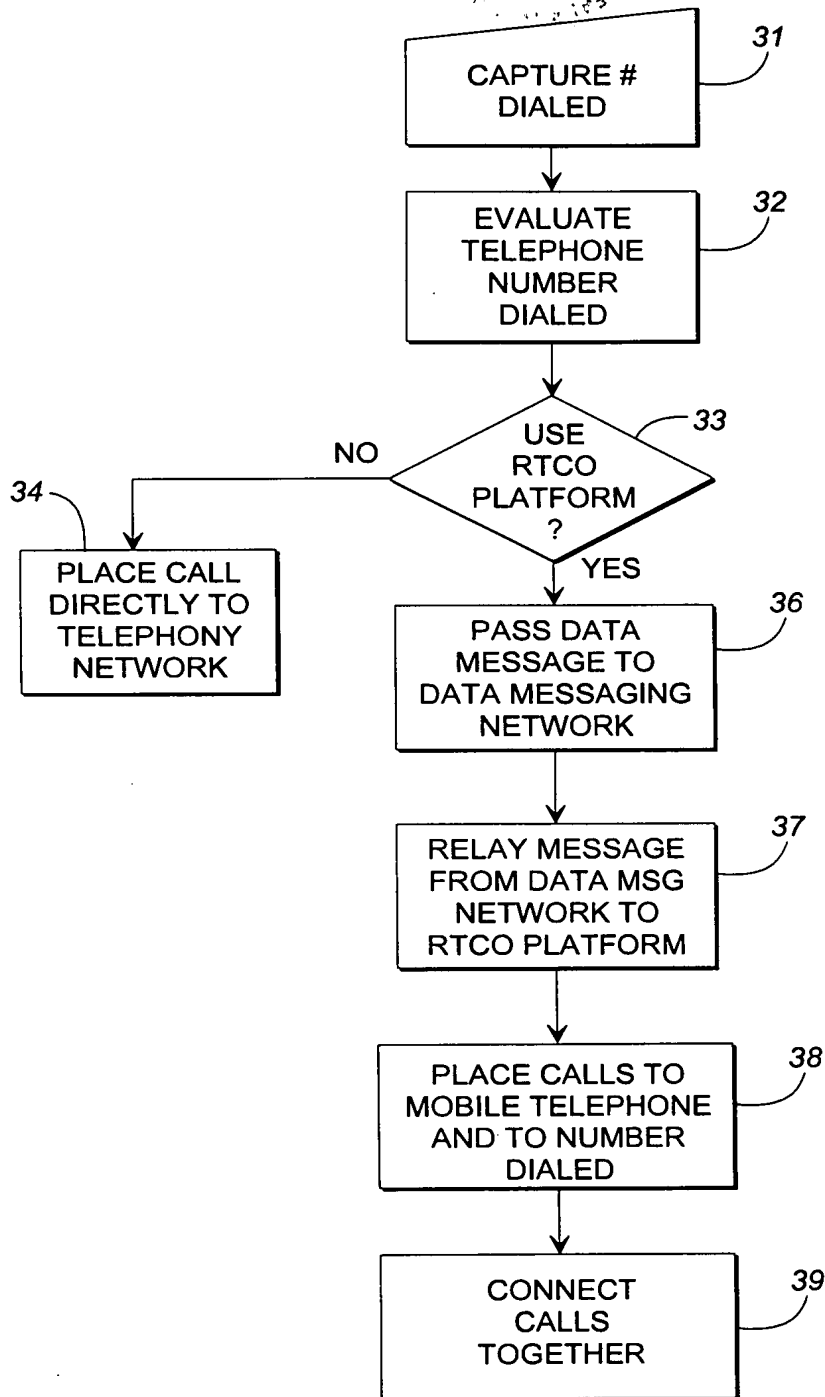 31
CAPTURE #
DIALED
32
EVALUATE
TELEPHONE
NUMBER
DIALED
33
USE
RTCO
PLATFORM
?
NO
34
PLACE CALL
DIRECTLY TO
TELEPHONY
NETWORK
YES
36
PASS DATA
MESSAGE TO
DATA MESSAGING
NETWORK
37
RELAY MESSAGE
FROM DATA MSG
NETWORK TO
RTCO PLATFORM
38
PLACE CALLS TO
MOBILE TELEPHONE
AND TO NUMBER
DIALED
39
CONNECT
CALLS
TOGETHER